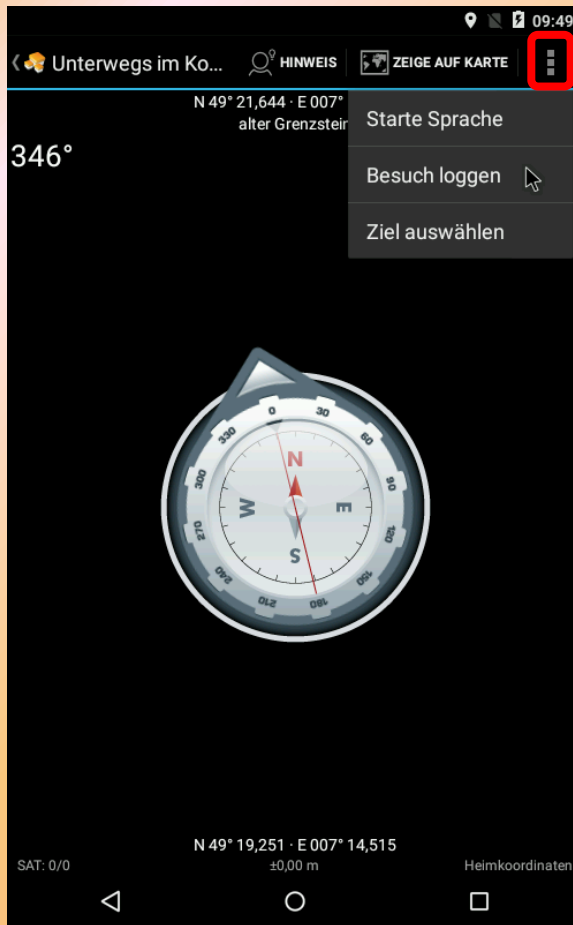 09:49
Unterwegs im Ko... HINWEIS ZEIGE AUF KARTE
N 49° 21,644 · E 007°
alter Grenzstein
346°
Starte Sprache
Besuch loggen
Ziel auswählen
0
30
60
90
120
150
180
210
240
270
300
330
N
E
S
W
N 49° 19,251 · E 007° 14,515
SAT: 0/0 ±0,00 m Heimkoordinaten